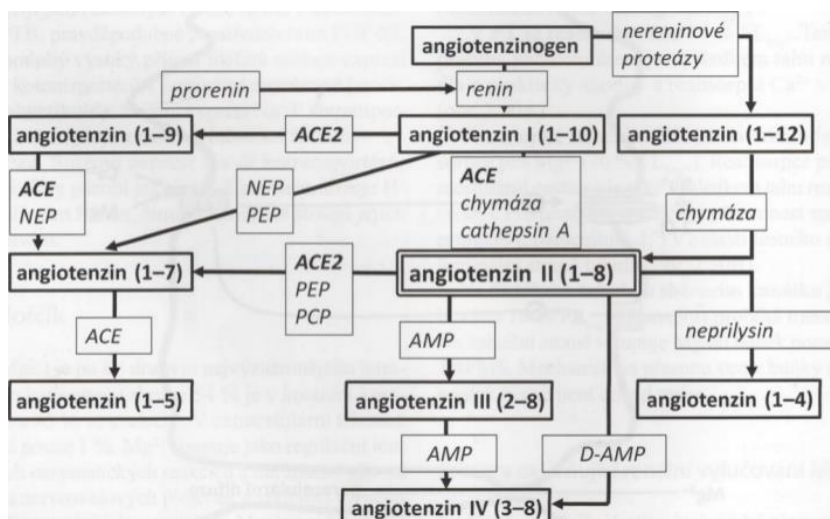 angiotenzinogen
nereninové
proteázy
prorenin
renin
angiotenzin (1–9)
ACE2
angiotenzin I (1–10)
angiotenzin (1–12)
ACE
NEP
NEP
PEP
ACE
chymáza
cathepsin A
chymáza
angiotenzin (1–7)
ACE2
PEP
PCP
angiotenzin II (1–8)
ACE
AMP
neprilysin
angiotenzin (1–5)
angiotenzin III (2–8)
angiotenzin (1–4)
AMP
D-AMP
angiotenzin IV (3–8)